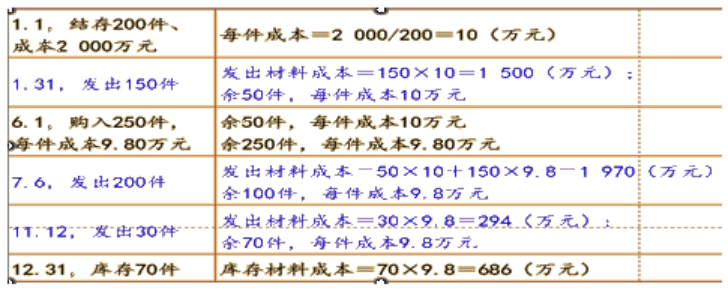 1.1，结存200件、
成本2 000万元
每件成本＝2 000/200＝10（万元）
1.31，发出150件
发出材料成本＝150×10＝1 500（万元）；
余50件，每件成本10万元
6.1，购入250件，
每件成本9.80万元
余50件，每件成本10万元
余250件，每件成本9.80万元
7.6，发出200件
发出材料成本＝50×10＋150×9.8＝1 970（万元）
余100件，每件成本9.8万元
11.12，发出30件
发出材料成本＝30×9.8＝294（万元）；
余70件，每件成本9.8万元
12.31，库存70件
库存材料成本＝70×9.8＝686（万元）